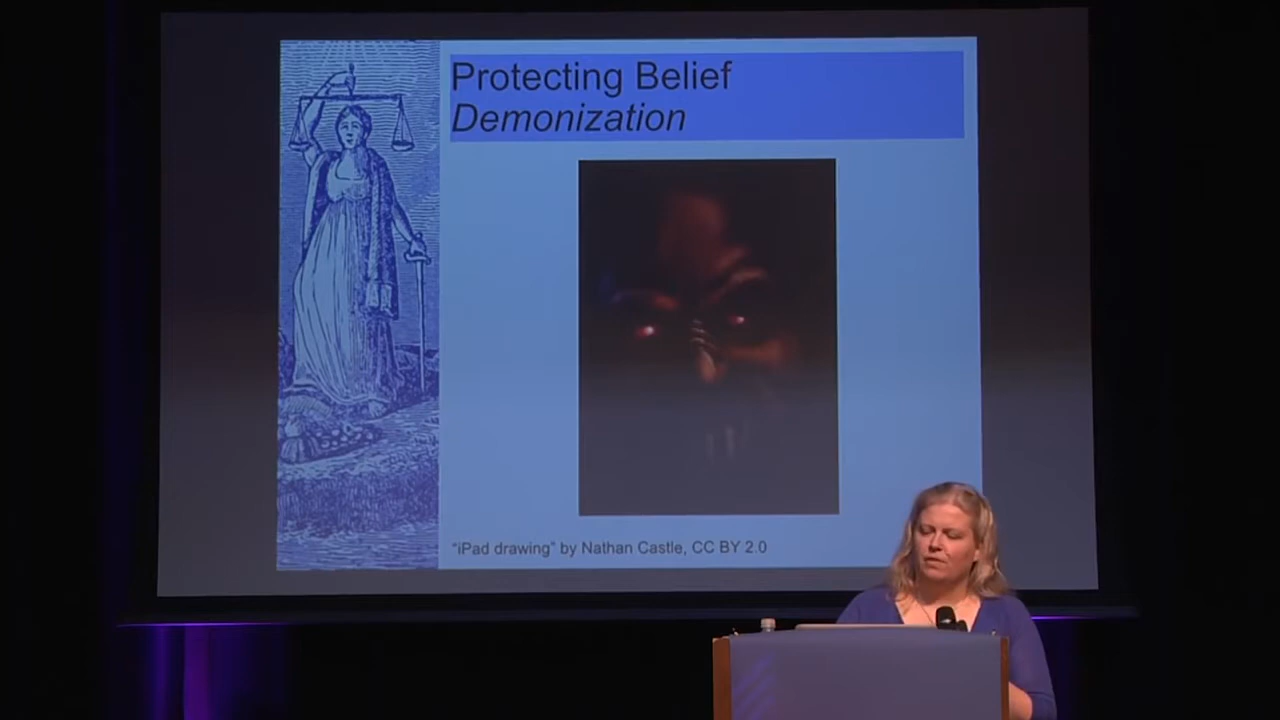 Protecting Belief
Demonization
"iPad drawing" by Nathan Castle, CC BY 2.0